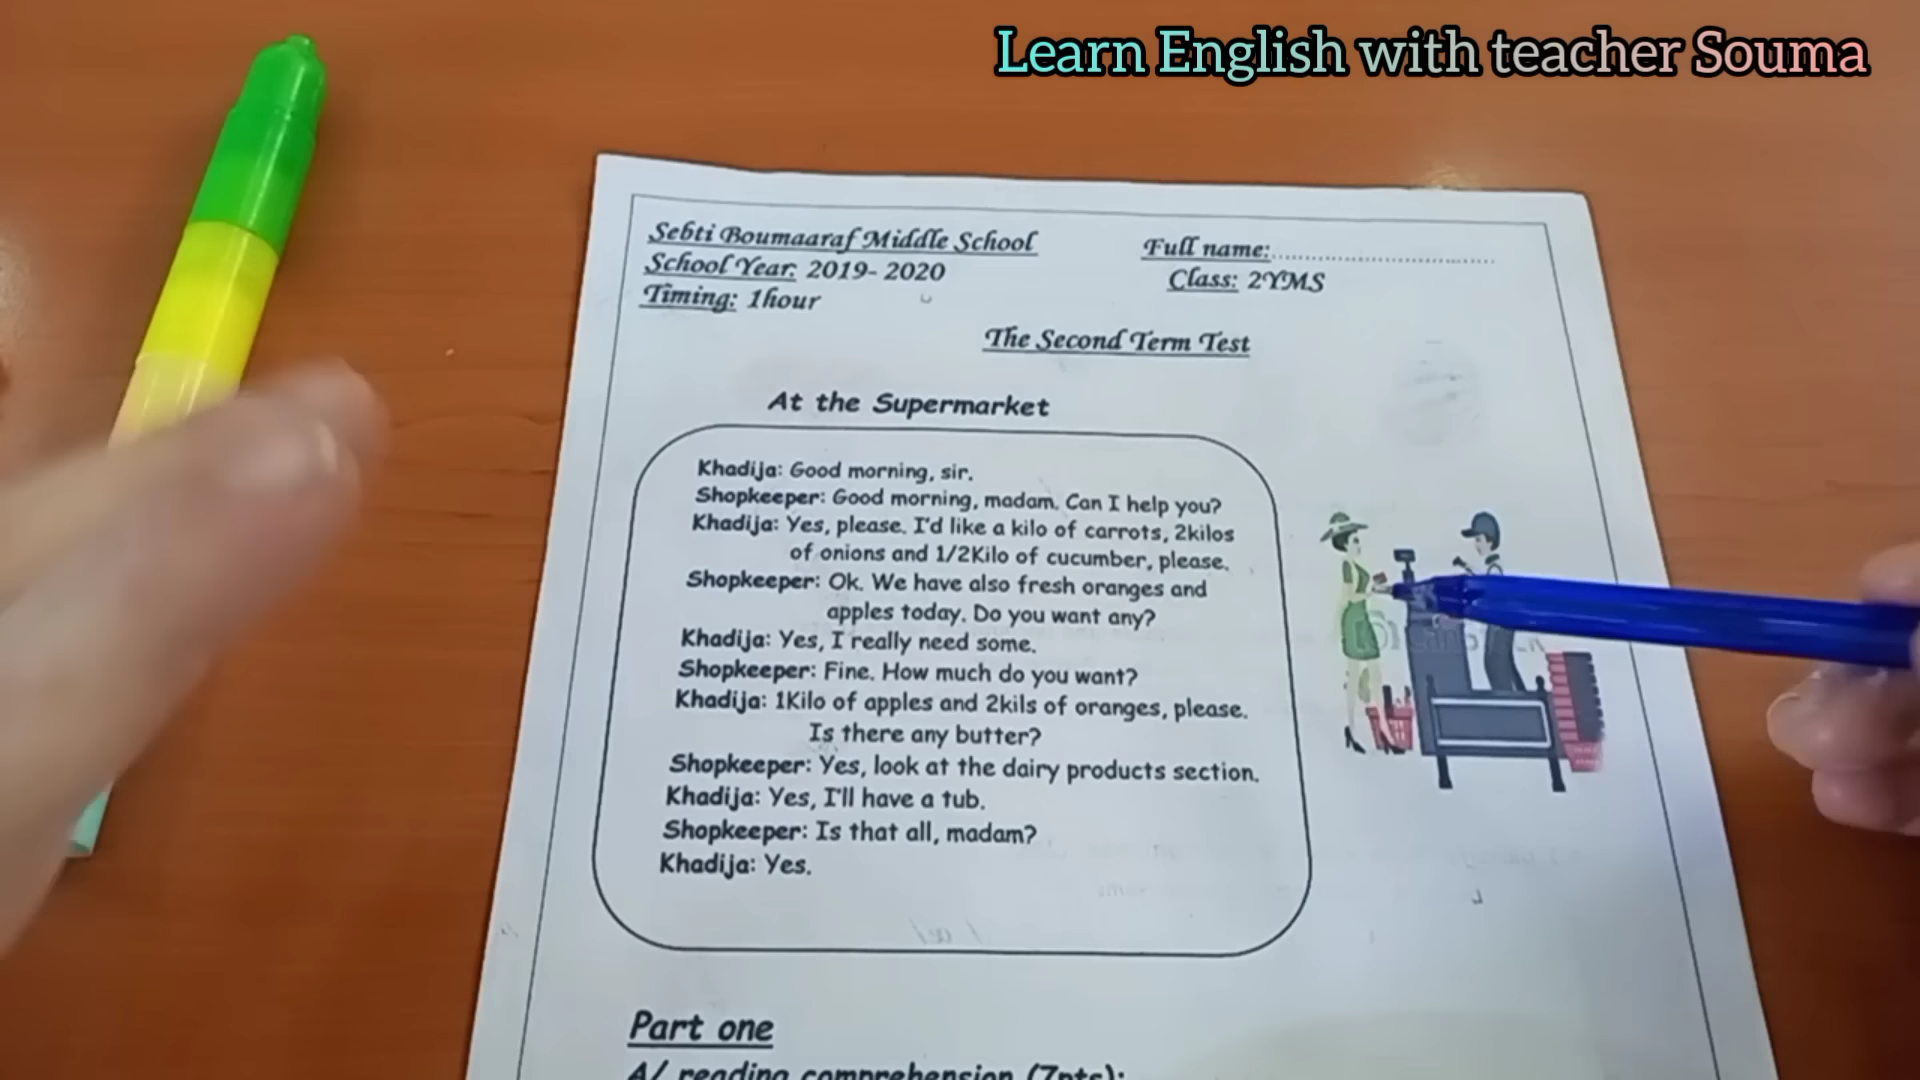 Learn English with teacher Souma
Sebti Boumaaraf Middle School
School Year: 2019- 2020
Timing: 1hour
Full name:................................
Class: 2YMS
The Second Term Test
At the Supermarket
Khadija: Good morning, sir.
Shopkeeper: Good morning, madam. Can I help you?
Khadija: Yes, please. I'd like a kilo of carrots, 2kilos
of onions and 1/2Kilo of cucumber, please.
Shopkeeper: Ok. We have also fresh oranges and
apples today. Do you want any?
Khadija: Yes, I really need some.
Shopkeeper: Fine. How much do you want?
Khadija: 1Kilo of apples and 2kils of oranges, please.
Is there any butter?
Shopkeeper: Yes, look at the dairy products section.
Khadija: Yes, I'll have a tub.
Shopkeeper: Is that all, madam?
Khadija: Yes.
Part one
A/ reading comprehension (7pts):